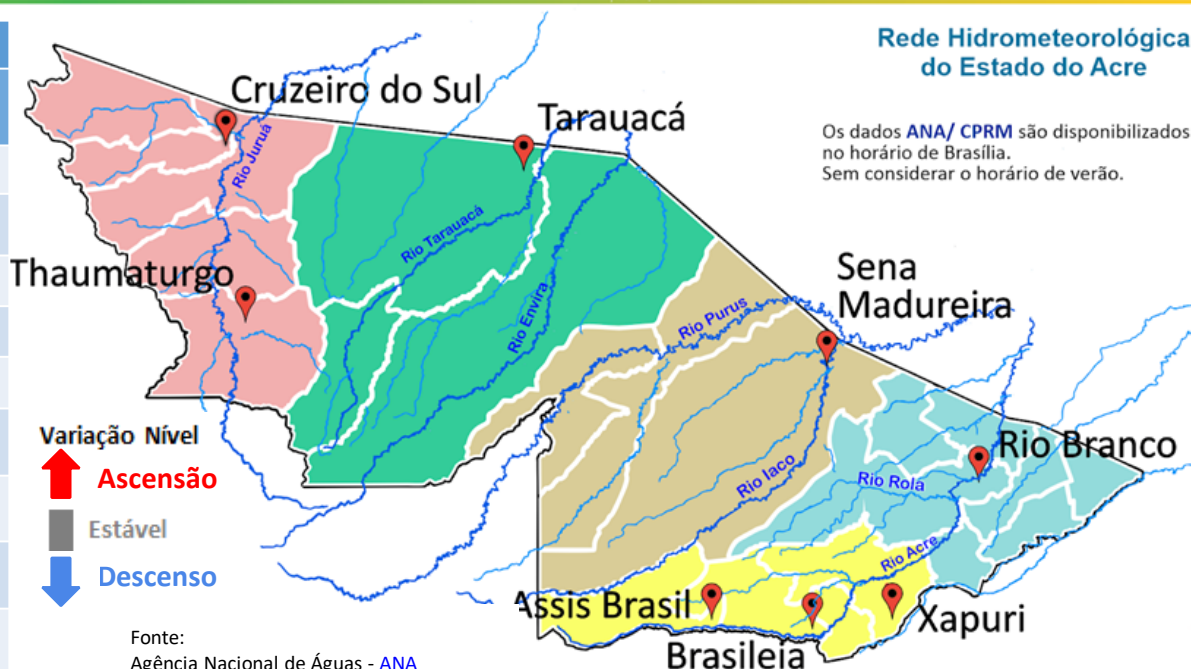 Rede Hidrometeorológica
do Estado do Acre
Os dados ANA/ CPRM são disponibilizados
no horário de Brasília.
Sem considerar o horário de verão.
Cruzeiro do Sul
Tarauacá
Rio Juruá
Rio Tarauacá
Thaumaturgo
Rio Envira
Sena
Madureira
Rio Purus
Variação Nível
Ascensão
Estável
Descenso
Rio Branco
Rio Iaco
Rio Rola
Rio Acre
Assis Brasil
Xapuri
Brasileia
Fonte:
Agência Nacional de Águas - ANA